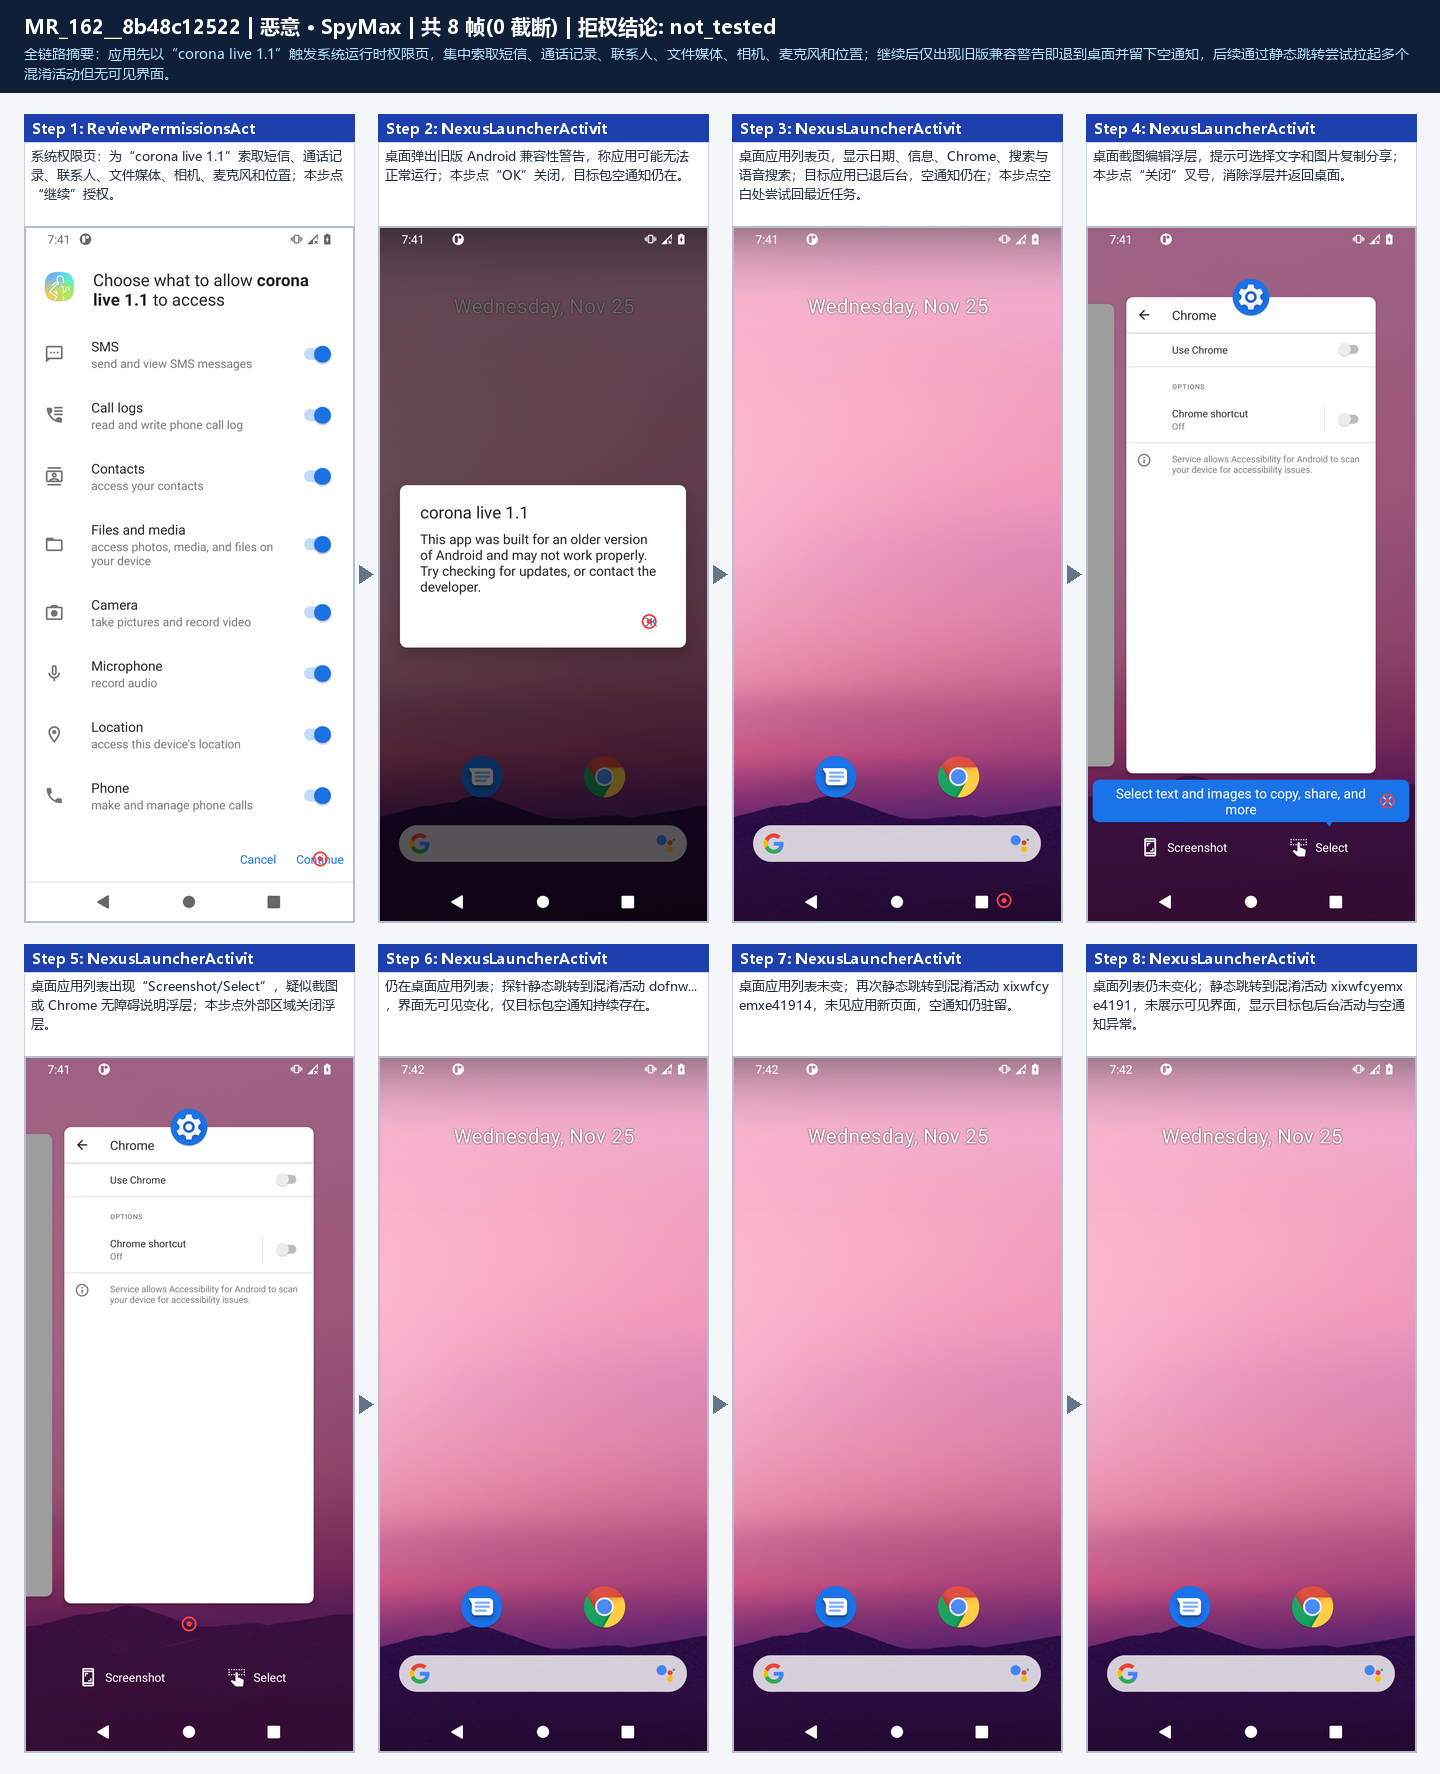 MR_162__8b48c12522 | 恶意 • SpyMax | 共 8 帧(0 截断) | 拒权结论: not_tested
全链路摘要：应用先以“corona live 1.1”触发系统运行时权限页，集中索取短信、通话记录、联系人、文件媒体、相机、麦克风和位置；继续后仅出现旧版兼容警告即退到桌面并留下空通知，后续通过静态跳转尝试拉起多个
混淆活动但无可见界面。
Step 1: ReviewPermissionsAct
系统权限页：为“corona live 1.1”索取短信、通话记
录、联系人、文件媒体、相机、麦克风和位置；本步点
“继续”授权。
7:41
Choose what to allow corona
live 1.1 to access
SMS
send and view SMS messages
Call logs
read and write phone call log
Contacts
access your contacts
Files and media
access photos, media, and files on
your device
Camera
take pictures and record video
Microphone
record audio
Location
access this device's location
Phone
make and manage phone calls
Cancel
Continue
Step 2: NexusLauncherActivit
桌面弹出旧版 Android 兼容性警告，称应用可能无法
正常运行；本步点“OK”关闭，目标包空通知仍在。
7:41
Wednesday, Nov 25
corona live 1.1
This app was built for an older version
of Android and may not work properly.
Try checking for updates, or contact the
developer.
Step 3: NexusLauncherActivit
桌面应用列表页，显示日期、信息、Chrome、搜索与
语音搜索；目标应用已退后台，空通知仍在；本步点空
白处尝试回最近任务。
7:41
Wednesday, Nov 25
Step 4: NexusLauncherActivit
桌面截图编辑浮层，提示可选择文字和图片复制分享；
本步点“关闭”叉号，消除浮层并返回桌面。
7:41
Chrome
Use Chrome
OPTIONS
Chrome shortcut
Off
Service allows Accessibility for Android to scan
your device for accessibility issues.
Select text and images to copy, share, and
more
Screenshot
Select
Step 5: NexusLauncherActivit
桌面应用列表出现“Screenshot/Select”，疑似截图
或 Chrome 无障碍说明浮层；本步点外部区域关闭浮
层。
7:41
Chrome
Use Chrome
OPTIONS
Chrome shortcut
Off
Service allows Accessibility for Android to scan
your device for accessibility issues.
Screenshot
Select
Step 6: NexusLauncherActivit
仍在桌面应用列表；探针静态跳转到混淆活动 dofnw...
，界面无可见变化，仅目标包空通知持续存在。
7:42
Wednesday, Nov 25
Step 7: NexusLauncherActivit
桌面应用列表未变；再次静态跳转到混淆活动 xixwfcy
emxe41914，未见应用新页面，空通知仍驻留。
7:42
Wednesday, Nov 25
Step 8: NexusLauncherActivit
桌面列表仍未变化；静态跳转到混淆活动 xixwfcyemx
e4191，未展示可见界面，显示目标包后台活动与空通
知异常。
7:42
Wednesday, Nov 25